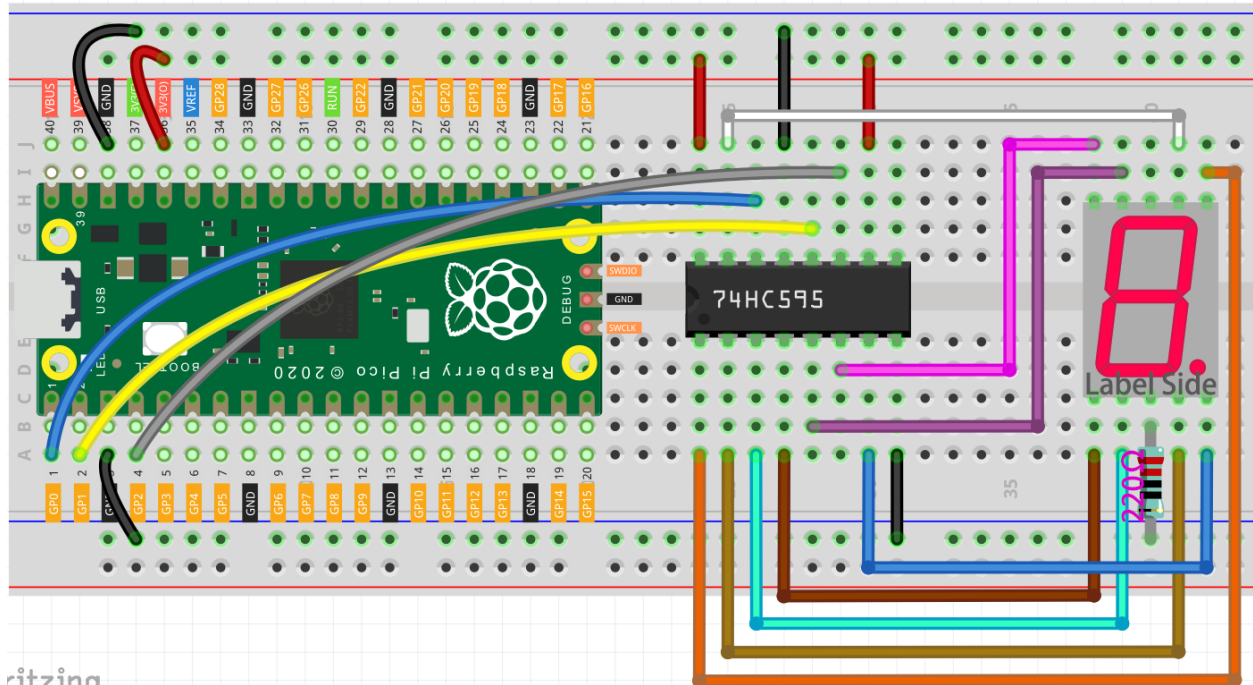 VBUS
VSYS
GND
3V3(O)
VREF
GP28
GND
GP27
GP26
RUN
GP22
GND
GP21
GP20
GP19
GP18
GND
GP17
GP16
40 39 38 37 36 35 34 33 32 31 30 29 28 27 26 25 24 23 22 21
J
I
H
G
F
39
USB
DEBUG
SWDIO
GND
SWCLK
74HC595
LED
BOOTSEL
Raspberry Pi Pico © 2020
1
2
E
D
C
B
A
Label Side
220Ω
35
1 2 3 4 5 6 7 8 9 10 11 12 13 14 15 16 17 18 19 20
GP0
GP1
GND
GP2
GP3
GP4
GP5
GND
GP6
GP7
GP8
GP9
GND
GP10
GP11
GP12
GP13
GND
GP14
GP15
ritzing